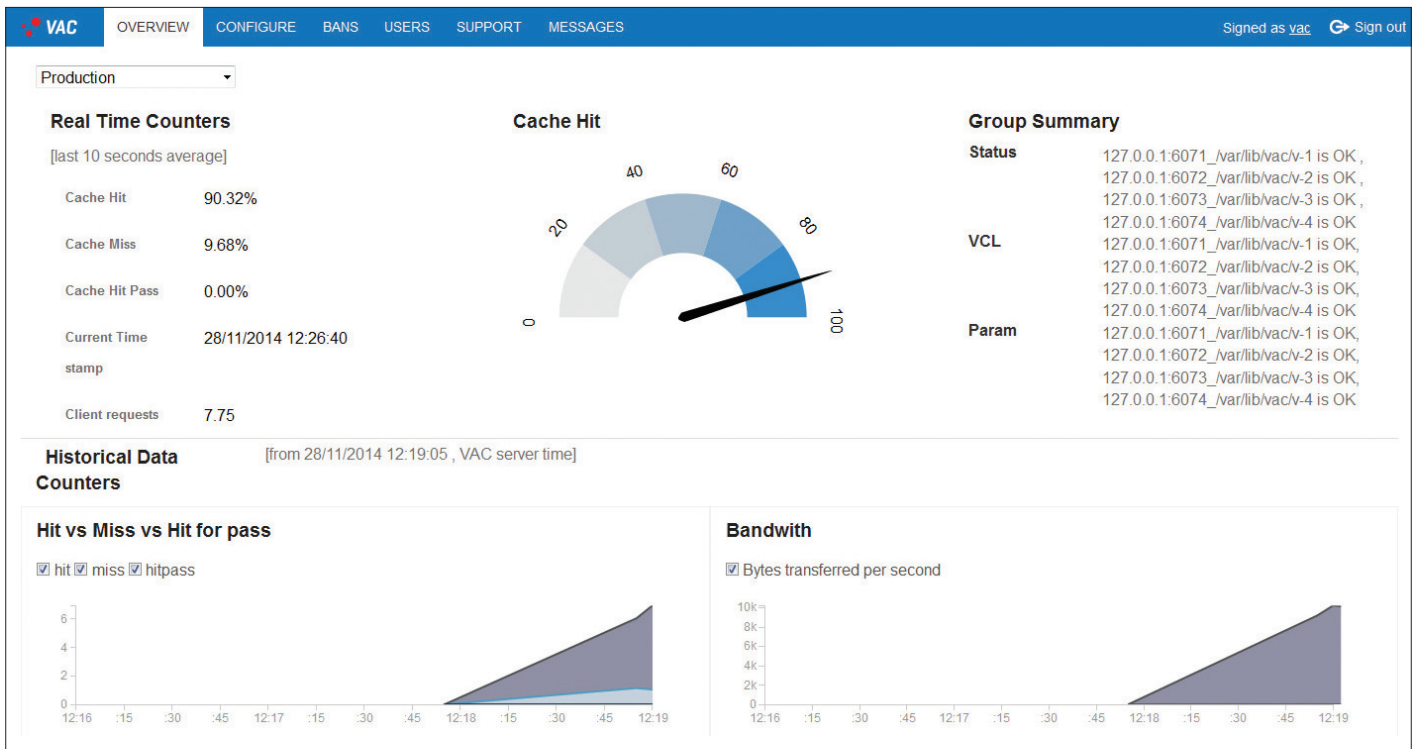 VAC OVERVIEW CONFIGURE BANS USERS SUPPORT MESSAGES Signed as vac Sign out
Production
Real Time Counters
[last 10 seconds average]
Cache Hit 90.32%
Cache Miss 9.68%
Cache Hit Pass 0.00%
Current Time stamp 28/11/2014 12:26:40
Client requests 7.75
Cache Hit
0 20 40 60 80 100
Group Summary
Status 127.0.0.1:6071_/var/lib/vac/v-1 is OK ,
127.0.0.1:6072_/var/lib/vac/v-2 is OK ,
127.0.0.1:6073_/var/lib/vac/v-3 is OK ,
127.0.0.1:6074_/var/lib/vac/v-4 is OK
VCL 127.0.0.1:6071_/var/lib/vac/v-1 is OK,
127.0.0.1:6072_/var/lib/vac/v-2 is OK,
127.0.0.1:6073_/var/lib/vac/v-3 is OK,
127.0.0.1:6074_/var/lib/vac/v-4 is OK
Param 127.0.0.1:6071_/var/lib/vac/v-1 is OK,
127.0.0.1:6072_/var/lib/vac/v-2 is OK,
127.0.0.1:6073_/var/lib/vac/v-3 is OK,
127.0.0.1:6074_/var/lib/vac/v-4 is OK
Historical Data
Counters
[from 28/11/2014 12:19:05 , VAC server time]
Hit vs Miss vs Hit for pass
hit miss hitpass
6
4
2
0
12:16 :15 :30 :45 12:17 :15 :30 :45 12:18 :15 :30 :45 12:19
Bandwith
Bytes transferred per second
10k
8k
6k
4k
2k
0
12:16 :15 :30 :45 12:17 :15 :30 :45 12:18 :15 :30 :45 12:19